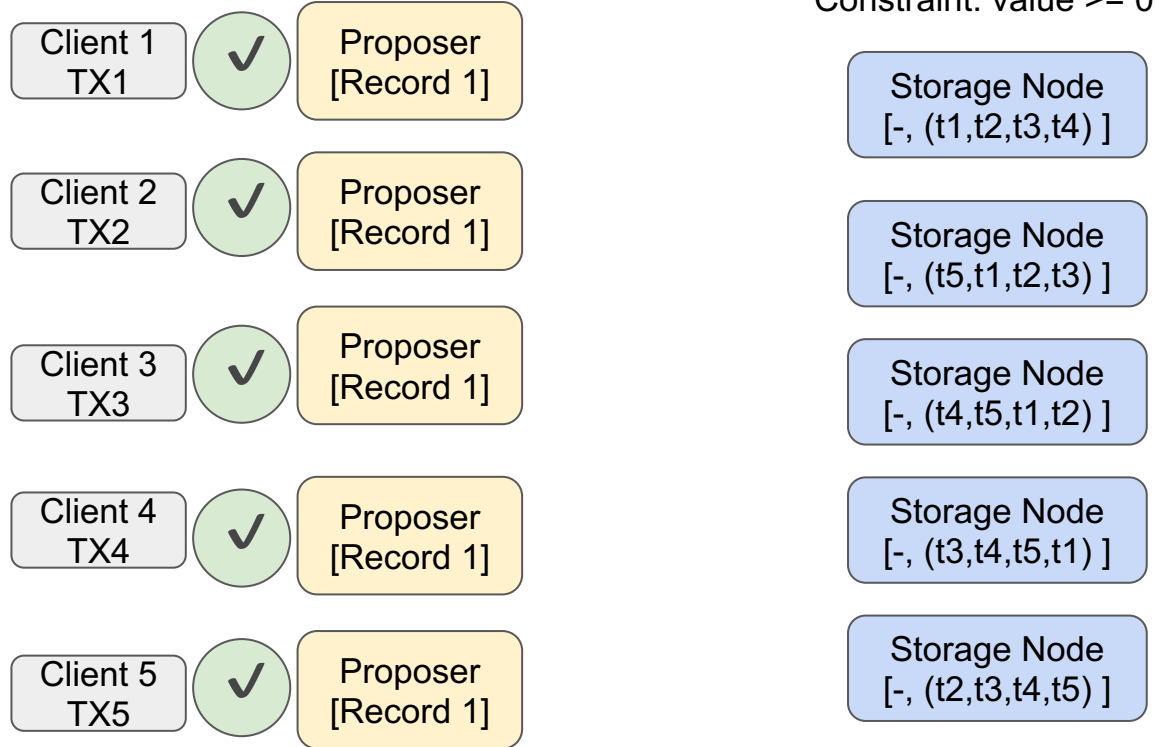 Constraint: value >= 0
Client 1
TX1
✓
Proposer
[Record 1]
Storage Node
[-, (t1,t2,t3,t4) ]
Client 2
TX2
✓
Proposer
[Record 1]
Storage Node
[-, (t5,t1,t2,t3) ]
Client 3
TX3
✓
Proposer
[Record 1]
Storage Node
[-, (t4,t5,t1,t2) ]
Client 4
TX4
✓
Proposer
[Record 1]
Storage Node
[-, (t3,t4,t5,t1) ]
Client 5
TX5
✓
Proposer
[Record 1]
Storage Node
[-, (t2,t3,t4,t5) ]